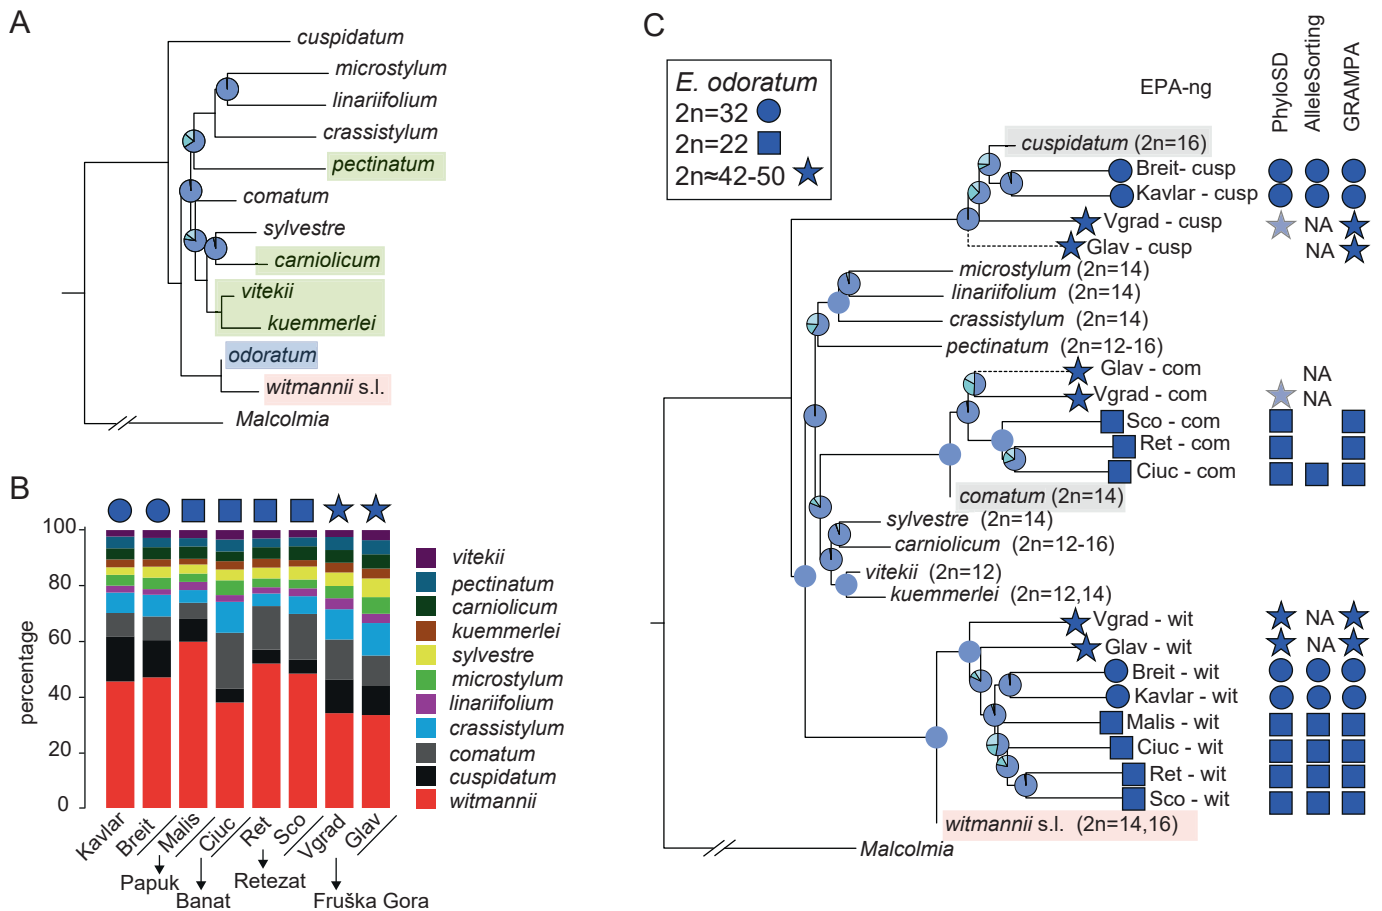 A
cuspidatum
microstylum
linariifolium
crassistylum
pectinatum
comatum
sylvestre
carniolicum
vitekii
kuemmerlei
odoratum
witmannii s.l.
Malcolmia
B
percentage
100
80
60
40
20
0
Kavlar
Breit
Malis
Ciuc
Ret
Sco
Vgrad
Glav
Papuk
Banat
Retezat
Fruška Gora
vitekii
pectinatum
carniolicum
kuemmerlei
sylvestre
microstylum
linariifolium
crassistylum
comatum
cuspidatum
witmannii
C
E. odoratum
2n=32
2n=22
2n≈42-50
EPA-ng
PhyloSD
AlleleSorting
GRAMPA
cuspidatum (2n=16)
Breit- cusp
Kavlar - cusp
Vgrad - cusp NA
Glav - cusp NA
microstylum (2n=14)
linariifolium (2n=14)
crassistylum (2n=14)
pectinatum (2n=12-16)
Glav - com NA
Vgrad - com NA
Sco - com
Ret - com
Ciuc - com
comatum (2n=14)
sylvestre (2n=14)
carniolicum (2n=12-16)
vitekii (2n=12)
kuemmerlei (2n=12,14)
Vgrad - wit NA
Glav - wit NA
Breit - wit
Kavlar - wit
Malis - wit
Ciuc - wit
Ret - wit
Sco - wit
witmannii s.l. (2n=14,16)
Malcolmia